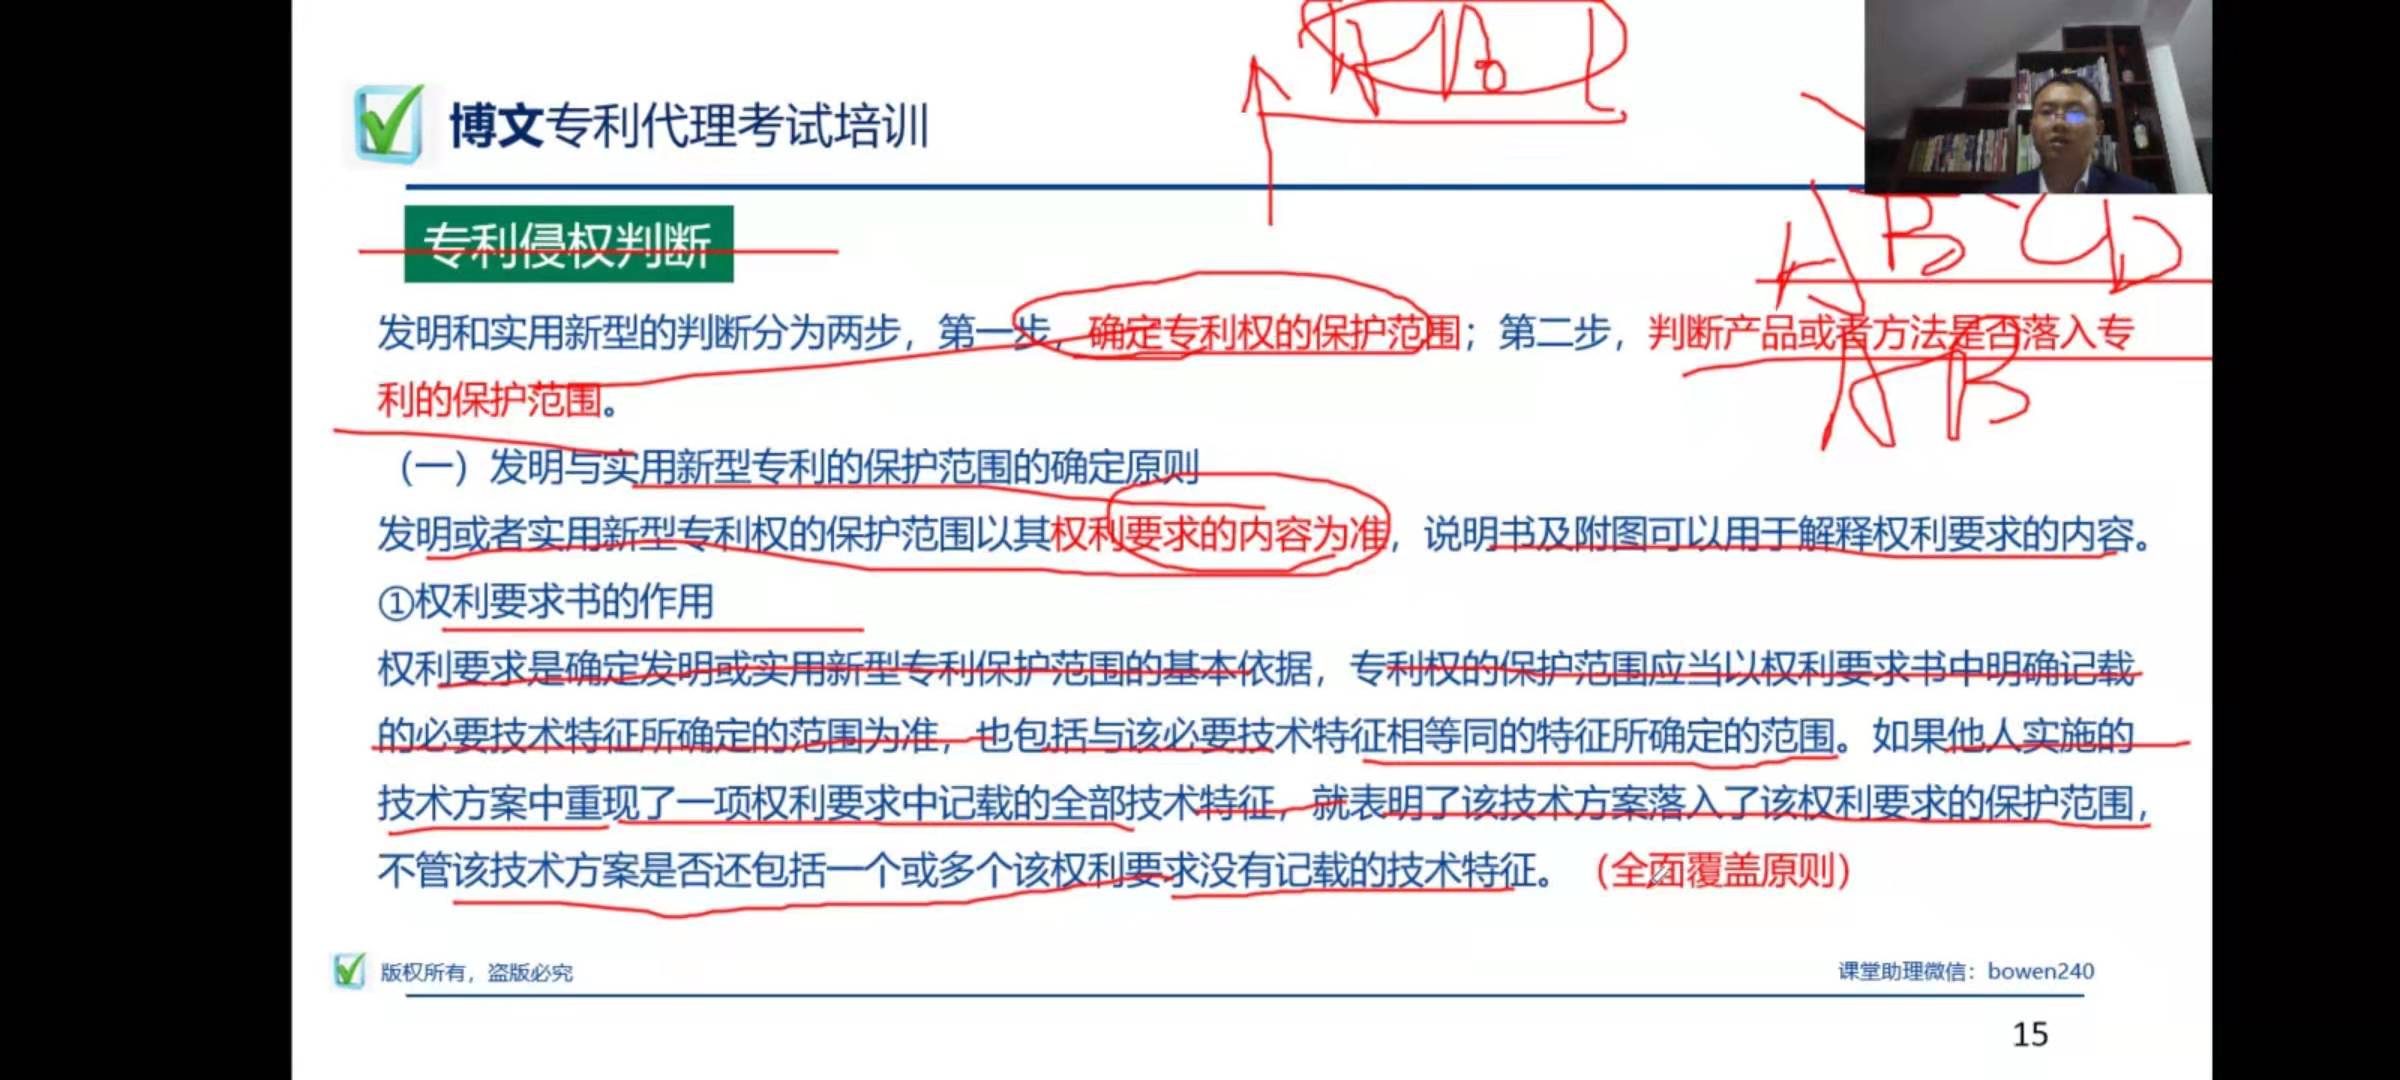 博文专利代理考试培训
专利侵权判断
A B C D
A B
发明和实用新型的判断分为两步，第一步，确定专利权的保护范围；第二步，判断产品或者方法是否落入专
利的保护范围。
（一）发明与实用新型专利的保护范围的确定原则
发明或者实用新型专利权的保护范围以其权利要求的内容为准，说明书及附图可以用于解释权利要求的内容。
①权利要求书的作用
权利要求是确定发明或实用新型专利保护范围的基本依据，专利权的保护范围应当以权利要求书中明确记载
的必要技术特征所确定的范围为准，也包括与该必要技术特征相等同的特征所确定的范围。如果他人实施的
技术方案中重现了一项权利要求中记载的全部技术特征，就表明了该技术方案落入了该权利要求的保护范围，
不管该技术方案是否还包括一个或多个该权利要求没有记载的技术特征。（全面覆盖原则）
版权所有，盗版必究
课堂助理微信：bowen240
15